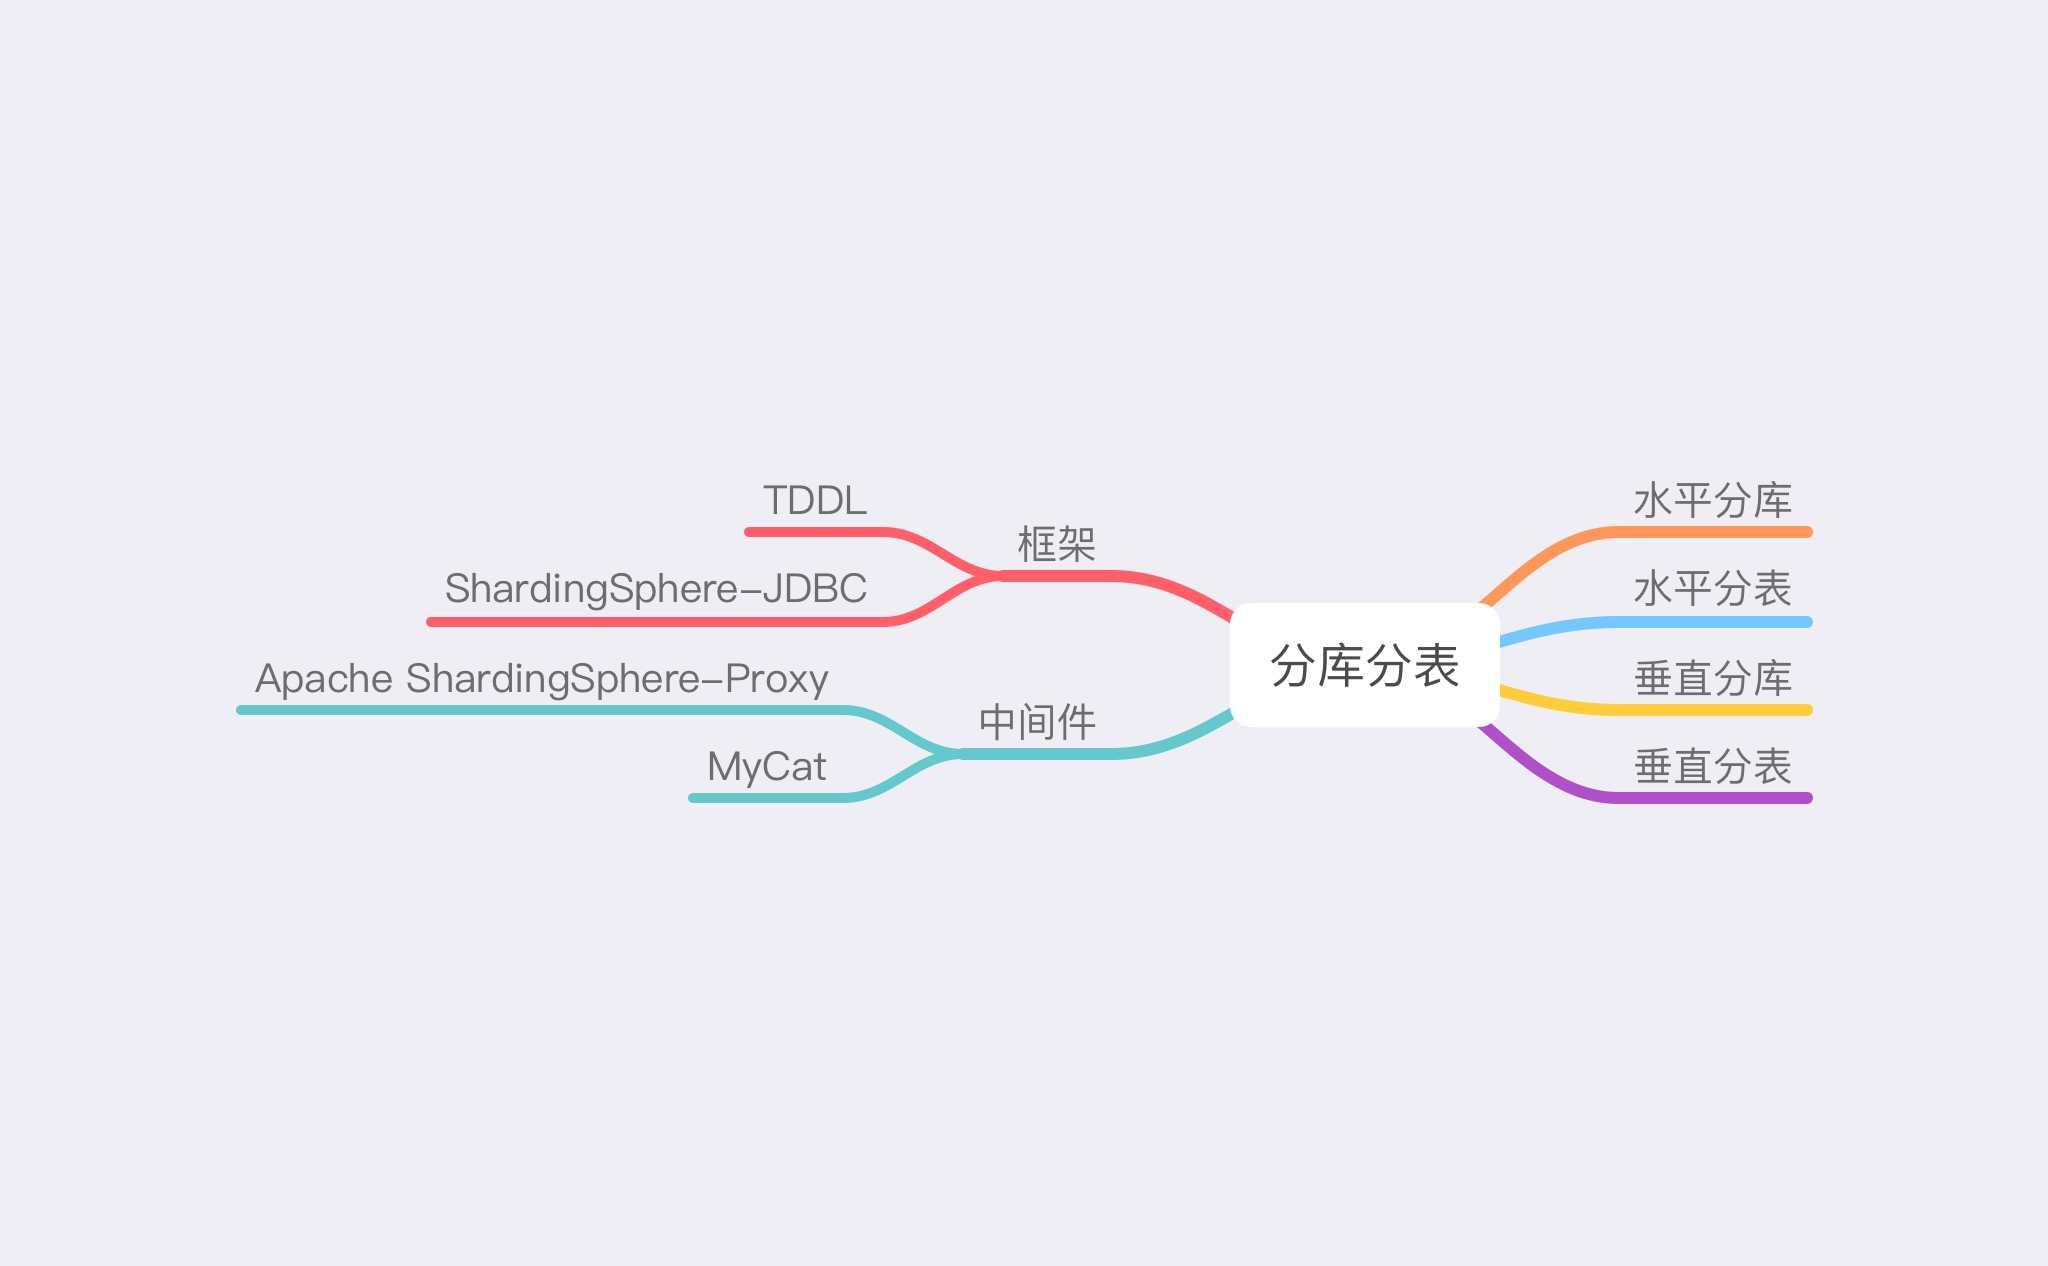 分库分表
水平分库
水平分表
垂直分库
垂直分表
框架
TDDL
ShardingSphere-JDBC
中间件
Apache ShardingSphere-Proxy
MyCat